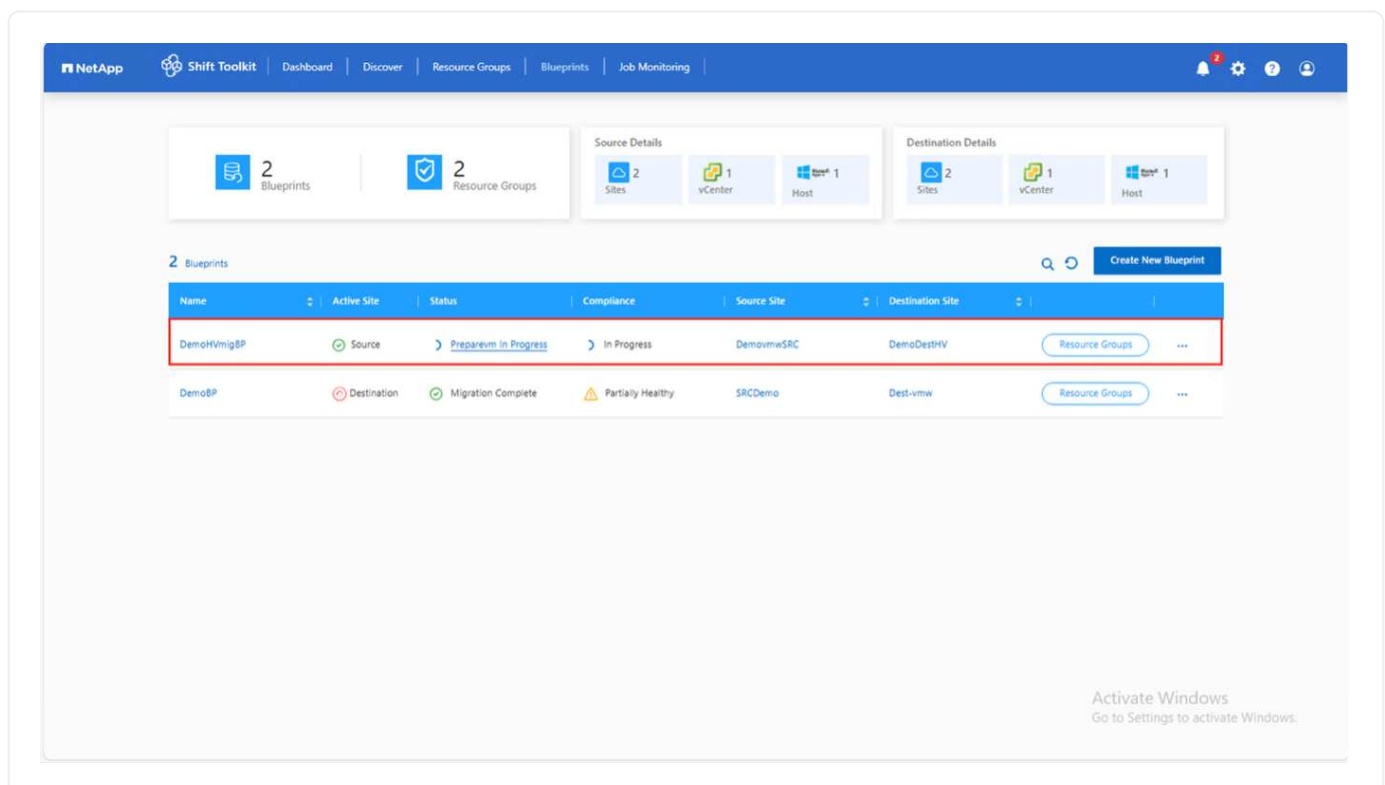 NetApp Shift Toolkit Dashboard Discover Resource Groups Blueprints Job Monitoring 2
Source Details Destination Details
2 Blueprints 2 Resource Groups 2 Sites 1 vCenter 1 Host 2 Sites 1 vCenter 1 Host
2 Blueprints Create New Blueprint
Name Active Site Status Compliance Source Site Destination Site
DemoHVmigBP Source Preparevm In Progress In Progress DemovmwSRC DemoDestHV Resource Groups ...
DemoBP Destination Migration Complete Partially Healthy SRCDemo Dest-vmw Resource Groups ...
Activate Windows
Go to Settings to activate Windows.